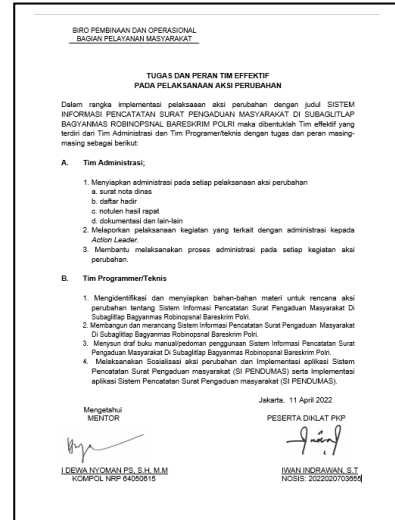 BIRO PEMBINAAN DAN OPERASIONAL
BAGIAN PELAYANAN MASYARAKAT
TUGAS DAN PERAN TIM EFFEKTIF
PADA PELAKSANAAN AKSI PERUBAHAN
Dalam rangka implementasi pelaksaaan aksi perubahan dengan judul SISTEM
INFORMASI PENCATATAN SURAT PENGADUAN MASYARAKAT DI SUBAGLITLAP
BAGYANMAS ROBINOPSNAL BARESKRIM POLRI maka dibentuklah Tim effektif yang
terdiri dari Tim Administrasi dan Tim Programer/teknis dengan tugas dan peran masing-
masing sebagai berikut:
A. Tim Administrasi;
1. Menyiapkan administrasi pada setiap pelaksanaan aksi perubahan
a. surat nota dinas
b. daftar hadir
c. notulen hasil rapat
d. dokumentasi dan lain-lain
2. Melaporkan pelaksanaan kegiatan yang terkait dengan administrasi kepada
Action Leader.
3. Membantu melaksanakan proses administrasi pada setiap kegiatan aksi
perubahan.
B. Tim Programmer/Teknis
1. Mengidentifikasi dan menyiapkan bahan-bahan materi untuk rencana aksi
perubahan tentang Sistem Informasi Pencatatan Surat Pengaduan Masyarakat Di
Subaglitlap Bagyanmas Robinopsnal Bareskrim Polri.
2. Membangun dan merancang Sistem Informasi Pencatatan Surat Pengaduan Masyarakat
Di Subaglitlap Bagyanmas Robinopsnal Bareskrim Polri.
3. Menysun draf buku manual/pedoman penggunaan Sistem Informasi Pencatatan Surat
Pengaduan Masyarakat Di Subaglitlap Bagyanmas Robinopsnal Bareskrim Polri.
4. Melaksanakan Sosialisasi aksi perubahan dan Implementasi aplikasi Sistem
Pencatatan Surat Pengaduan masyarakat (SI PENDUMAS) serta Implementasi
aplikasi Sistem Pencatatan Surat Pengaduan masyarakat (SI PENDUMAS).
Jakarta, 11 April 2022
Mengetahui
MENTOR
PESERTA DIKLAT PKP
I DEWA NYOMAN PS, S.H, M.M
KOMPOL NRP 64050615
IWAN INDRAWAN, S.T
NOSIS: 2022020703655